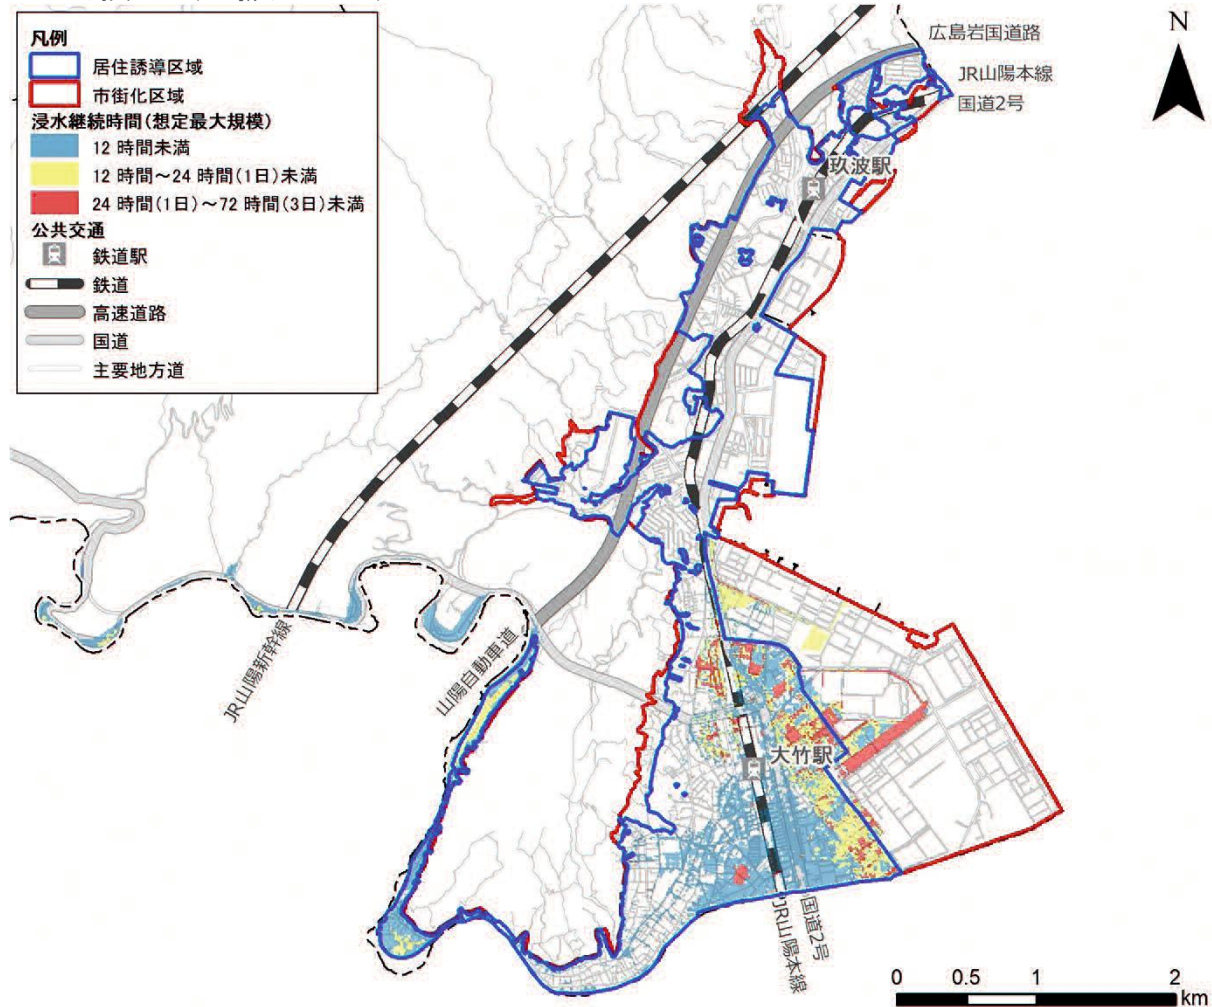 凡例
居住誘導区域
市街化区域
浸水継続時間(想定最大規模)
12 時間未満
12 時間～24 時間(1日)未満
24 時間(1日)～72 時間(3日)未満
公共交通
鉄道駅
鉄道
高速道路
国道
主要地方道
広島岩国道路
JR山陽本線
国道2号
N
玖波駅
JR山陽新幹線
山陽自動車道
大竹駅
国道2号
JR山陽本線
0 0.5 1 2
km